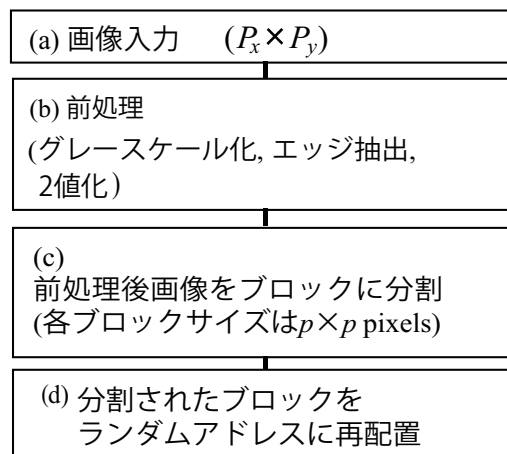 (a) 画像入力 (Px×Py)
(b) 前処理
(グレースケール化, エッジ抽出,
2値化)
(c)
前処理後画像をブロックに分割
(各ブロックサイズはp×p pixels)
(d) 分割されたブロックを
ランダムアドレスに再配置